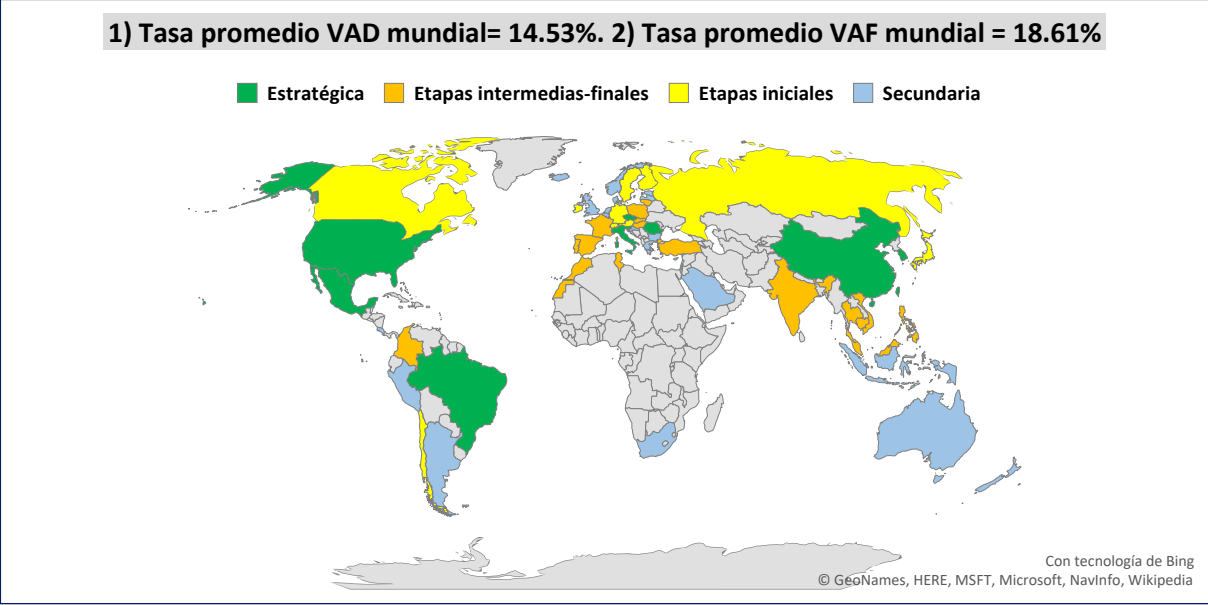 1) Tasa promedio VAD mundial= 14.53%. 2) Tasa promedio VAF mundial = 18.61%
Estratégica Etapas intermedias-finales Etapas iniciales Secundaria
Con tecnología de Bing
© GeoNames, HERE, MSFT, Microsoft, NavInfo, Wikipedia